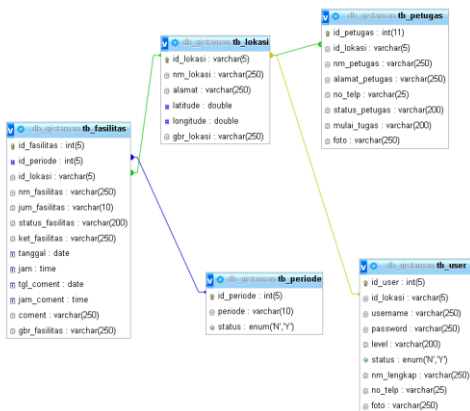 db_gistaman tb_petugas
id_petugas : int(11)
id_lokasi : varchar(5)
nm_petugas : varchar(250)
alamat_petugas : varchar(250)
no_telp : varchar(25)
status_petugas : varchar(200)
mulai_tugas : varchar(200)
foto : varchar(250)
db_gistaman tb_lokasi
id_lokasi : varchar(5)
nm_lokasi : varchar(250)
alamat : varchar(250)
latitude : double
longitude : double
gbr_lokasi : varchar(250)
db_gistaman tb_fasilitas
id_fasilitas : int(5)
id_periode : int(5)
id_lokasi : varchar(5)
nm_fasilitas : varchar(250)
jum_fasilitas : varchar(10)
status_fasilitas : varchar(200)
ket_fasilitas : varchar(250)
tanggal : date
jam : time
tgl_coment : date
jam_coment : time
coment : varchar(250)
gbr_fasilitas : varchar(250)
db_gistaman tb_periode
id_periode : int(5)
periode : varchar(10)
status : enum('N','Y')
db_gistaman tb_user
id_user : int(5)
id_lokasi : varchar(5)
username : varchar(250)
password : varchar(250)
level : varchar(200)
status : enum('N','Y')
nm_lengkap : varchar(250)
no_telp : varchar(25)
foto : varchar(250)